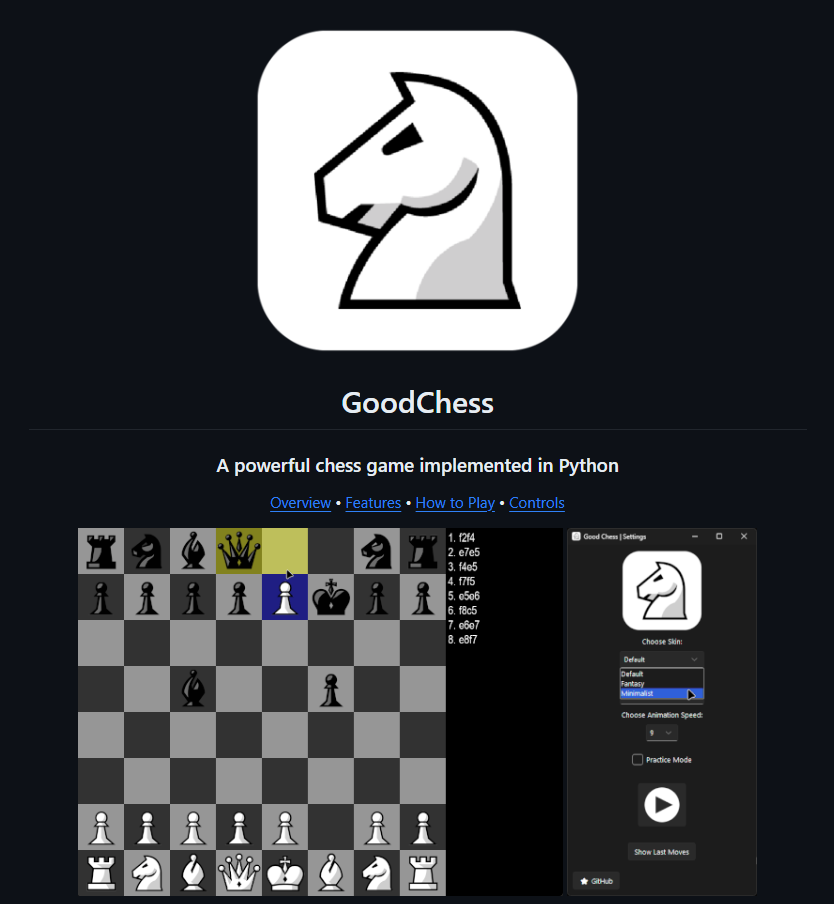 GoodChess
A powerful chess game implemented in Python
Overview • Features • How to Play • Controls
1. f2f4
2. e7e5
3. f4e5
4. f7f5
5. e5e6
6. f8c5
7. e6e7
8. e8f7
Good Chess | Settings
Choose Skin:
Default
Default
Fantasy
Minimalist
Choose Animation Speed:
9
Practice Mode
Show Last Moves
GitHub